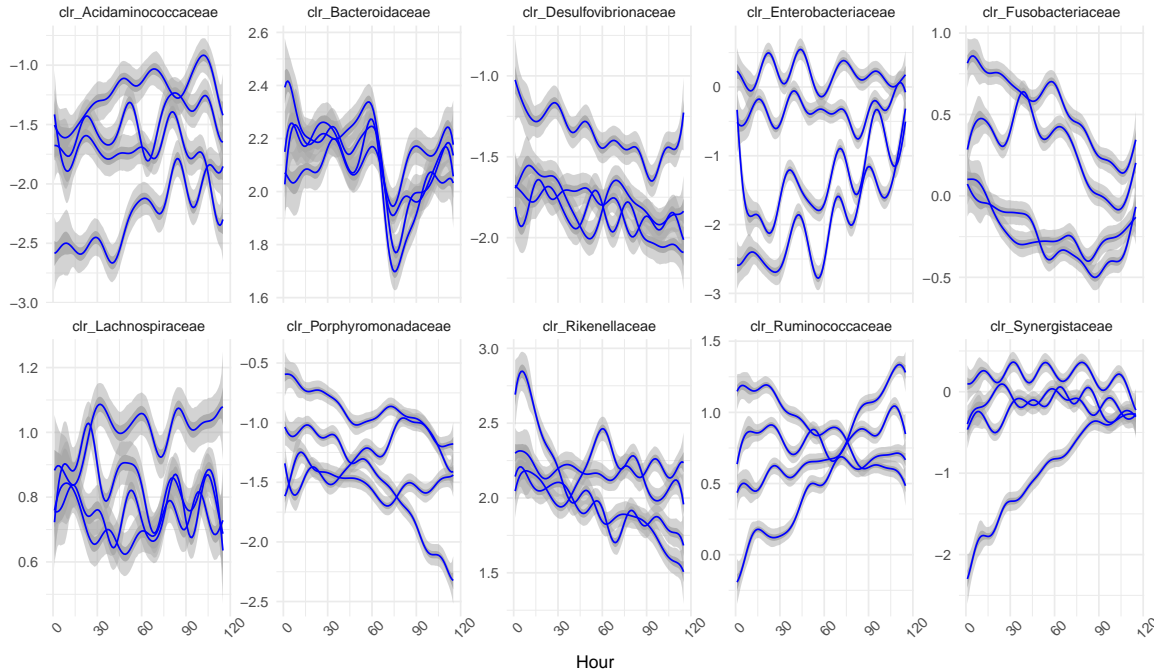 clr_Acidaminococcaceae
clr_Bacteroidaceae
clr_Desulfovibrionaceae
clr_Enterobacteriaceae
clr_Fusobacteriaceae
−1.0
−1.5
−2.0
−2.5
−3.0
2.6
2.4
2.2
2.0
1.8
1.6
−1.0
−1.5
−2.0
0
−1
−2
−3
1.0
0.5
0.0
−0.5
clr_Lachnospiraceae
clr_Porphyromonadaceae
clr_Rikenellaceae
clr_Ruminococcaceae
clr_Synergistaceae
1.2
1.0
0.8
0.6
−0.5
−1.0
−1.5
−2.0
−2.5
3.0
2.5
2.0
1.5
1.5
1.0
0.5
0.0
0
−1
−2
0 30 60 90 120
0 30 60 90 120
0 30 60 90 120
0 30 60 90 120
0 30 60 90 120
Hour